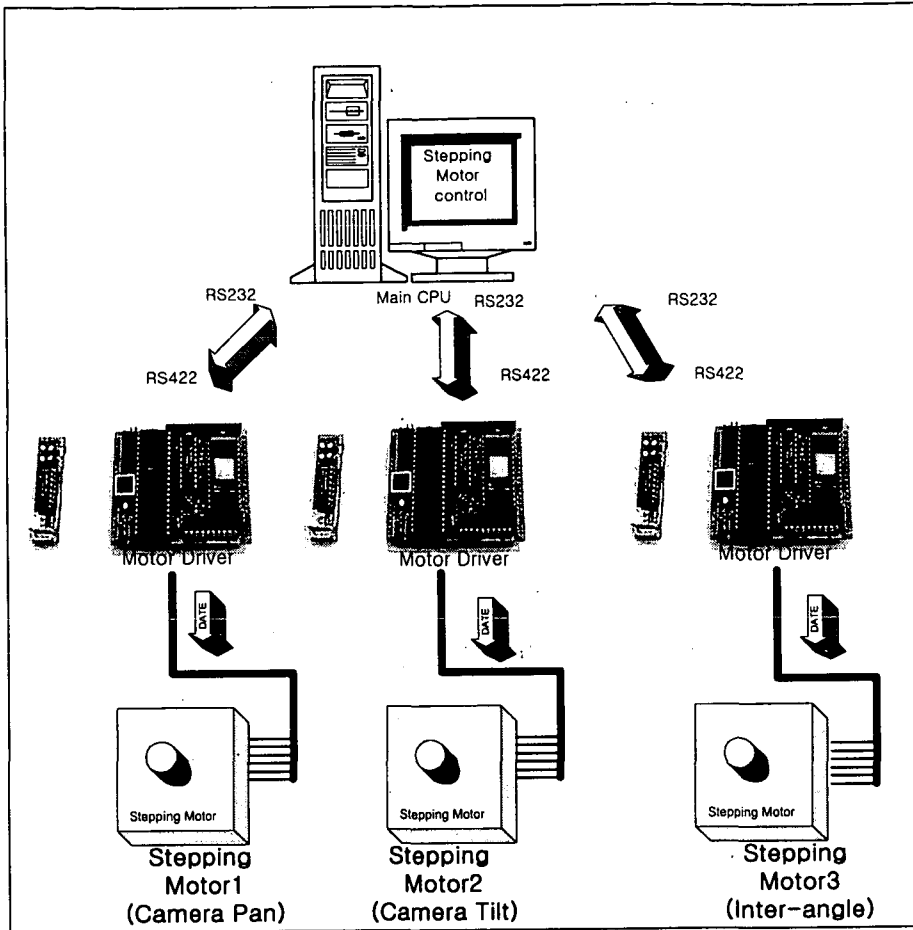 Stepping
Motor
control
Main CPU
RS232
RS232
RS232
RS422
RS422
RS422
Motor Driver
Motor Driver
Motor Driver
DATE
DATE
DATE
Stepping Motor
Stepping Motor
Stepping Motor
Stepping
Motor1
(Camera Pan)
Stepping
Motor2
(Camera Tilt)
Stepping
Motor3
(Inter-angle)